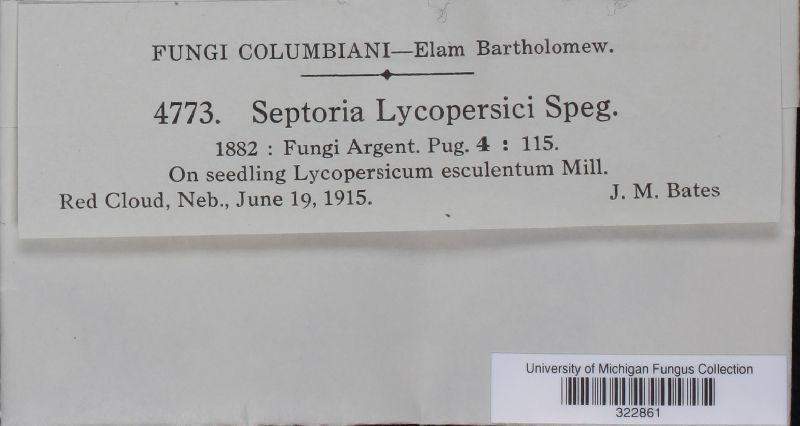 FUNGI COLUMBIANI—Elam Bartholomew.
4773. Septoria Lycopersici Speg.
1882 : Fungi Argent. Pug. 4 : 115.
On seedling Lycopersicum esculentum Mill.
Red Cloud, Neb., June 19, 1915. J. M. Bates
University of Michigan Fungus Collection
322861